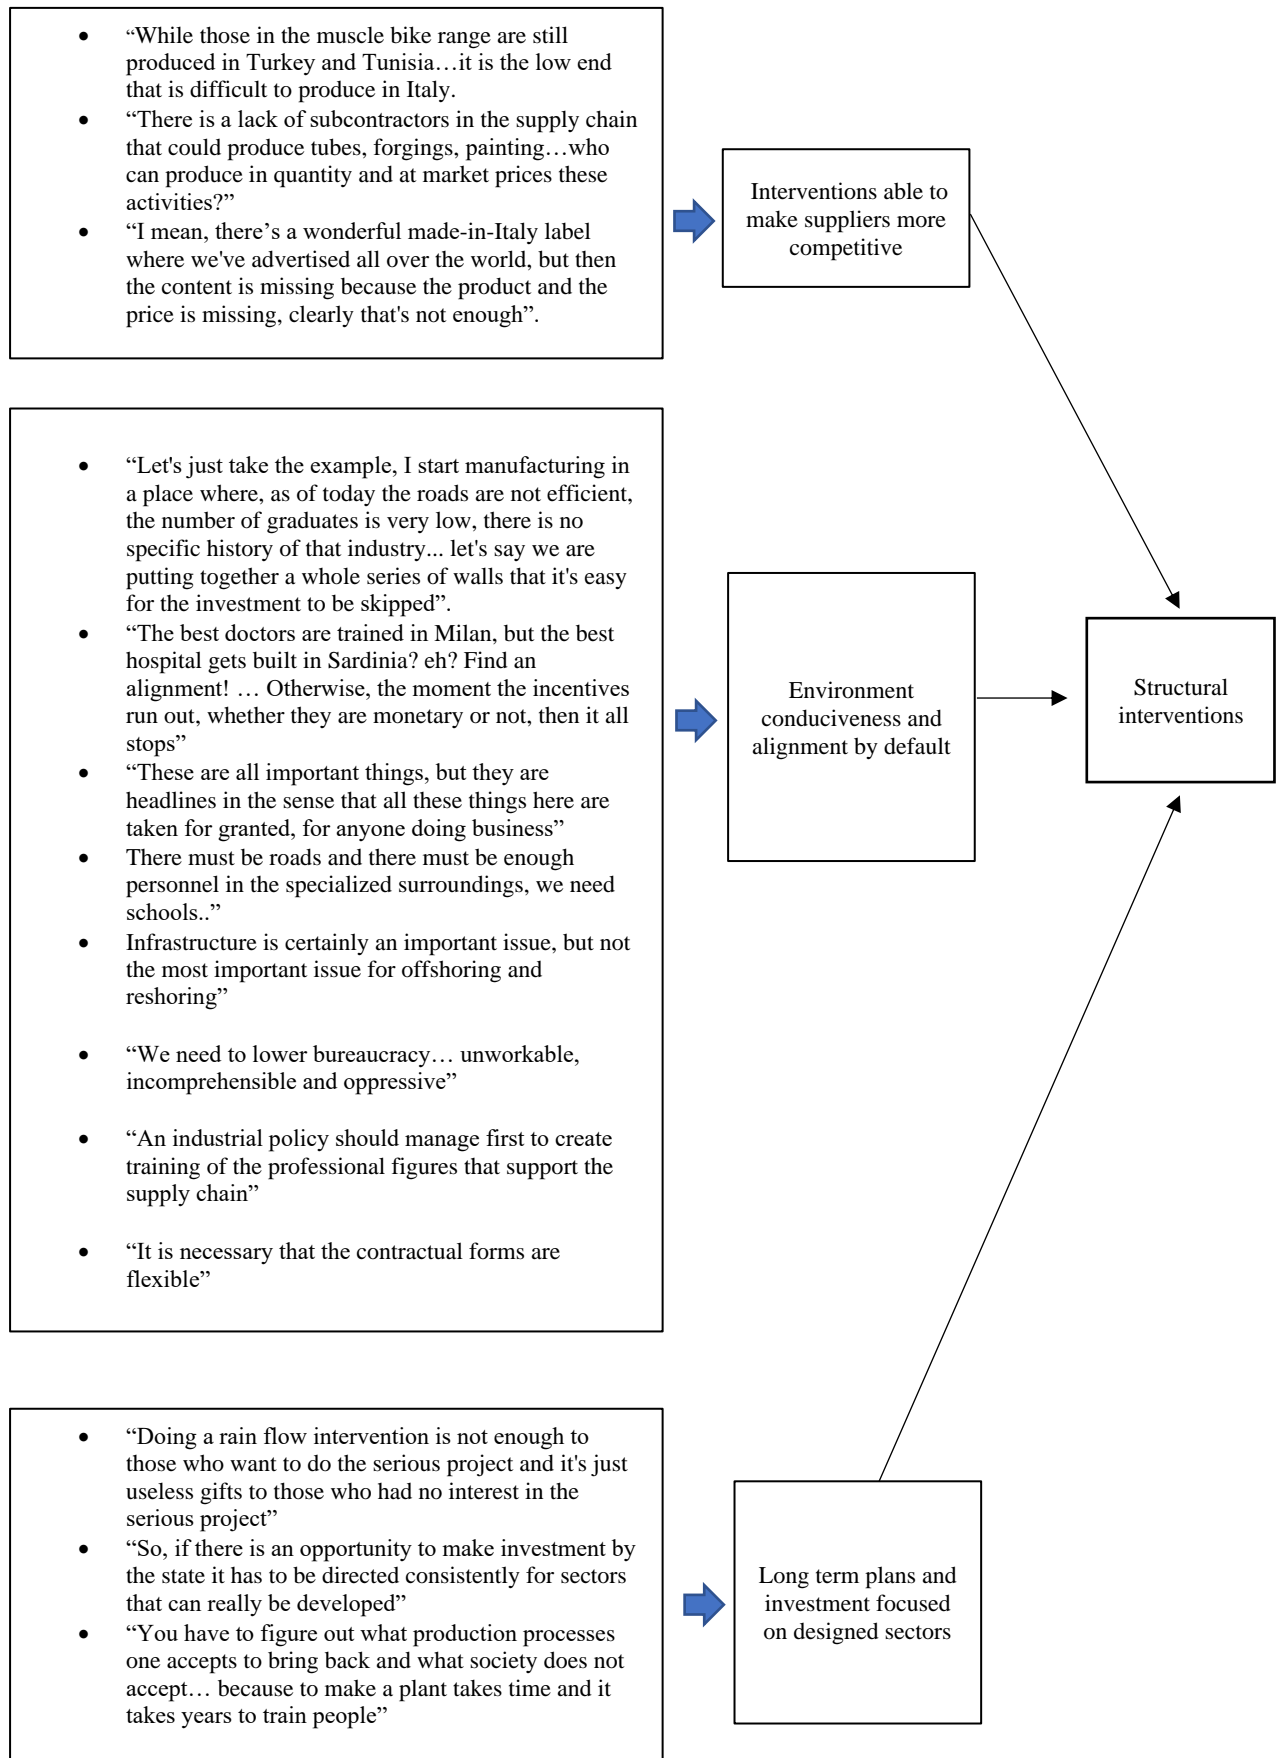 • “While those in the muscle bike range are still
produced in Turkey and Tunisia…it is the low end
that is difficult to produce in Italy.
• “There is a lack of subcontractors in the supply chain
that could produce tubes, forgings, painting…who
can produce in quantity and at market prices these
activities?”
• “I mean, there’s a wonderful made-in-Italy label
where we've advertised all over the world, but then
the content is missing because the product and the
price is missing, clearly that's not enough”.
Interventions able to
make suppliers more
competitive
• “Let's just take the example, I start manufacturing in
a place where, as of today the roads are not efficient,
the number of graduates is very low, there is no
specific history of that industry... let's say we are
putting together a whole series of walls that it's easy
for the investment to be skipped”.
• “The best doctors are trained in Milan, but the best
hospital gets built in Sardinia? eh? Find an
alignment! … Otherwise, the moment the incentives
run out, whether they are monetary or not, then it all
stops”
• “These are all important things, but they are
headlines in the sense that all these things here are
taken for granted, for anyone doing business”
• There must be roads and there must be enough
personnel in the specialized surroundings, we need
schools..”
• Infrastructure is certainly an important issue, but not
the most important issue for offshoring and
reshoring”
• “We need to lower bureaucracy… unworkable,
incomprehensible and oppressive”
• “An industrial policy should manage first to create
training of the professional figures that support the
supply chain”
• “It is necessary that the contractual forms are
flexible”
Environment
conduciveness and
alignment by default
Structural
interventions
• “Doing a rain flow intervention is not enough to
those who want to do the serious project and it's just
useless gifts to those who had no interest in the
serious project”
• “So, if there is an opportunity to make investment by
the state it has to be directed consistently for sectors
that can really be developed”
• “You have to figure out what production processes
one accepts to bring back and what society does not
accept… because to make a plant takes time and it
takes years to train people”
Long term plans and
investment focused
on designed sectors